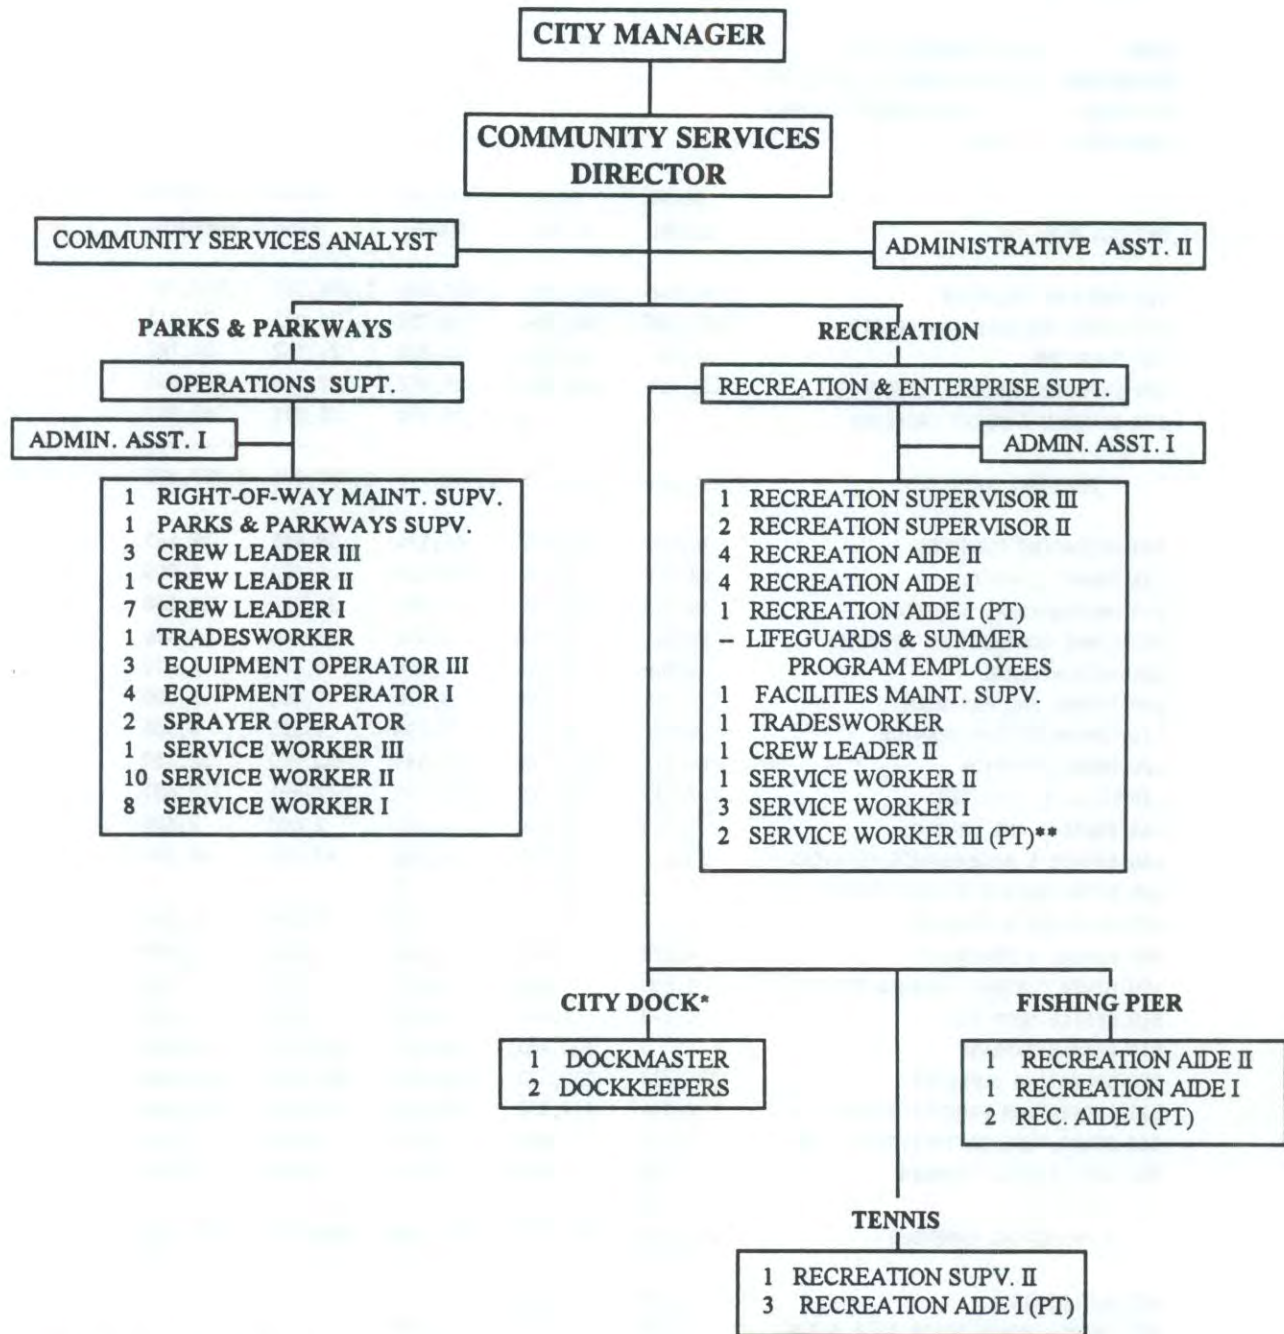 CITY MANAGER
COMMUNITY SERVICES
DIRECTOR
COMMUNITY SERVICES ANALYST
ADMINISTRATIVE ASST. II
PARKS & PARKWAYS
OPERATIONS SUPT.
ADMIN. ASST. I
1 RIGHT-OF-WAY MAINT. SUPV.
1 PARKS & PARKWAYS SUPV.
3 CREW LEADER III
1 CREW LEADER II
7 CREW LEADER I
1 TRADESWORKER
3 EQUIPMENT OPERATOR III
4 EQUIPMENT OPERATOR I
2 SPRAYER OPERATOR
1 SERVICE WORKER III
10 SERVICE WORKER II
8 SERVICE WORKER I
RECREATION
RECREATION & ENTERPRISE SUPT.
ADMIN. ASST. I
1 RECREATION SUPERVISOR III
2 RECREATION SUPERVISOR II
4 RECREATION AIDE II
4 RECREATION AIDE I
1 RECREATION AIDE I (PT)
– LIFEGUARDS & SUMMER
PROGRAM EMPLOYEES
1 FACILITIES MAINT. SUPV.
1 TRADESWORKER
1 CREW LEADER II
1 SERVICE WORKER II
3 SERVICE WORKER I
2 SERVICE WORKER III (PT)**
CITY DOCK*
1 DOCKMASTER
2 DOCKKEEPERS
FISHING PIER
1 RECREATION AIDE II
1 RECREATION AIDE I
2 REC. AIDE I (PT)
TENNIS
1 RECREATION SUPV. II
3 RECREATION AIDE I (PT)